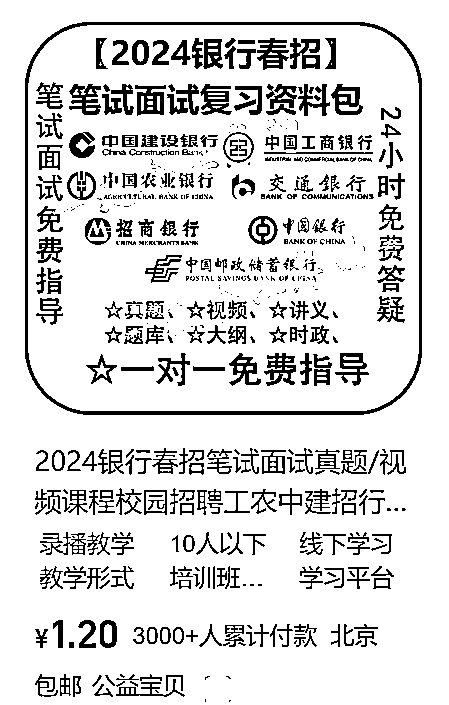 【2024银行春招】
笔试面试复习资料包
笔试面试免费指导
24小时免费答疑
中国建设银行
China Construction Bank
中国工商银行
INDUSTRIAL AND COMMERCIAL BANK OF CHINA
中国农业银行
AGRICULTURAL BANK OF CHINA
交通银行
BANK OF COMMUNICATIONS
招商银行
CHINA MERCHANTS BANK
中国银行
BANK OF CHINA
中国邮政储蓄银行
POSTAL SAVINGS BANK OF CHINA
☆真题、☆视频、☆讲义、
☆题库、☆大纲、☆时政、
☆一对一免费指导
2024银行春招笔试面试真题/视
频课程校园招聘工农中建招行...
录播教学 10人以下 线下学习
教学形式 培训班... 学习平台
¥1.20 3000+人累计付款 北京
包邮 公益宝贝